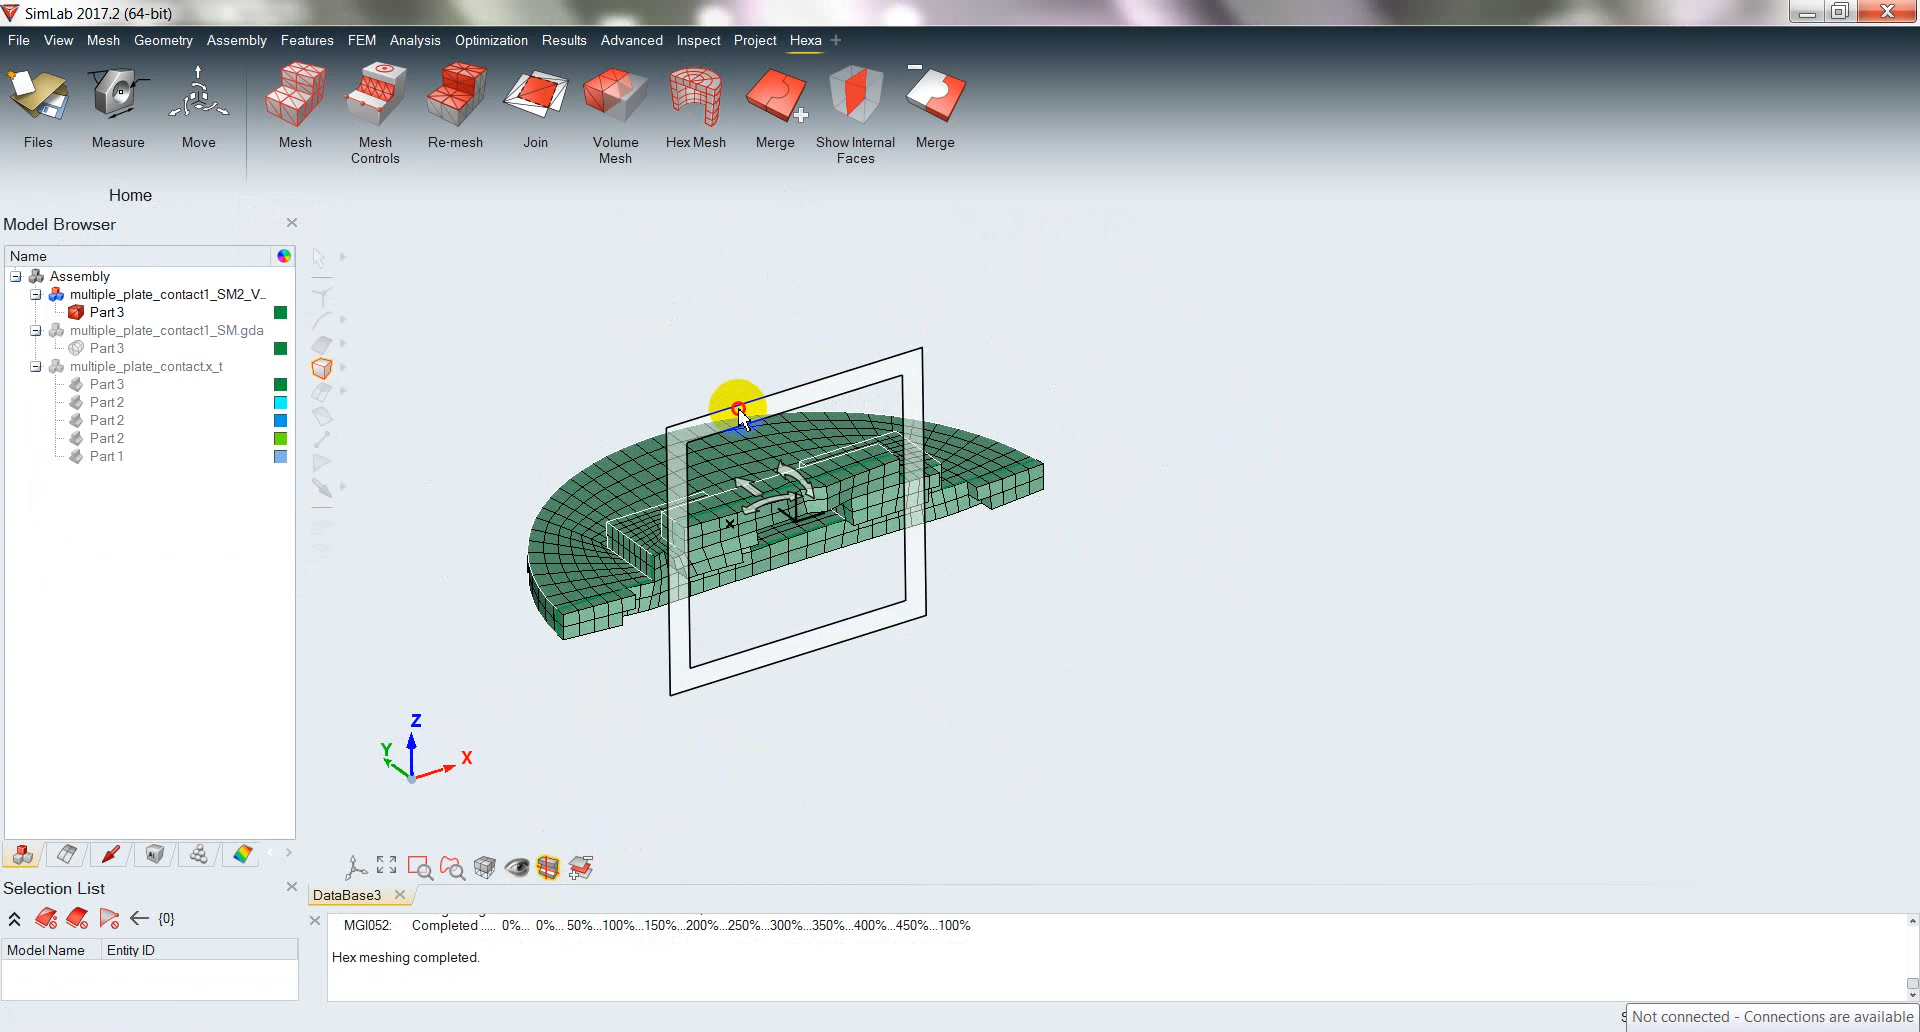 SimLab 2017.2 (64-bit)
File View Mesh Geometry Assembly Features FEM Analysis Optimization Results Advanced Inspect Project Hexa
Files Measure Move Mesh Mesh Controls Re-mesh Join Volume Mesh Hex Mesh Merge Show Internal Faces Merge
Home
Model Browser
Name
Assembly
multiple_plate_contact1_SM2_V...
Part 3
multiple_plate_contact1_SM.gda
Part 3
multiple_plate_contact.x_t
Part 3
Part 2
Part 2
Part 2
Part 1
Z
Y
X
Selection List
{0}
Model Name Entity ID
DataBase3
MGI052: Completed ..... 0%... 0%... 50%...100%...150%...200%...250%...300%...350%...400%...450%...100%
Hex meshing completed.
Not connected - Connections are available